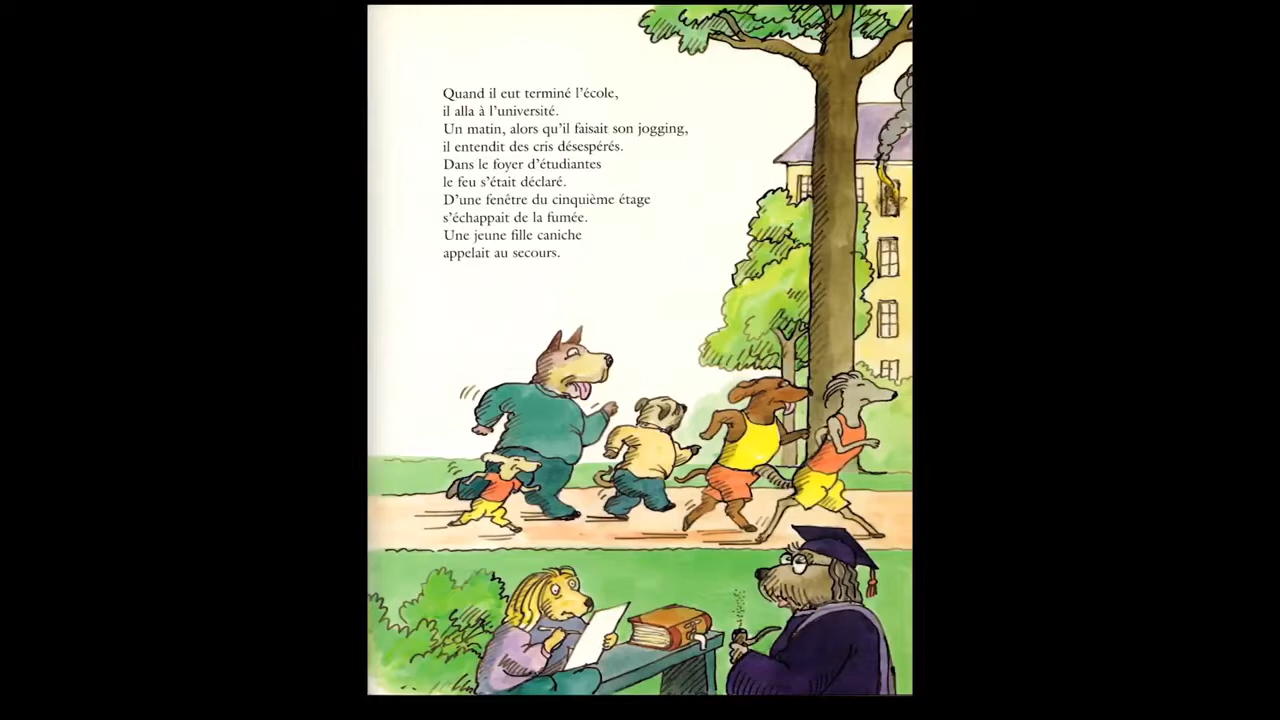 Quand il eut terminé l'école,
il alla à l'université.
Un matin, alors qu'il faisait son jogging,
il entendit des cris désespérés.
Dans le foyer d'étudiantes
le feu s'était déclaré.
D'une fenêtre du cinquième étage
s'échappait de la fumée.
Une jeune fille caniche
appelait au secours.